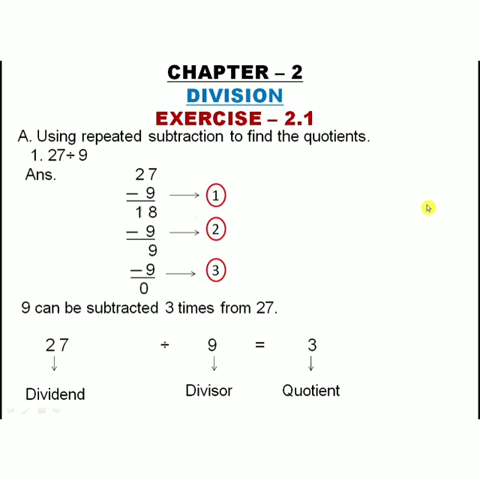 CHAPTER – 2
DIVISION
EXERCISE – 2.1
A. Using repeated subtraction to find the quotients.
1. 27÷ 9
Ans. 27
– 9 → 1
18
– 9 → 2
9
–9 → 3
0
9 can be subtracted 3 times from 27.
27 ÷ 9 = 3
↓ ↓ ↓
Dividend Divisor Quotient